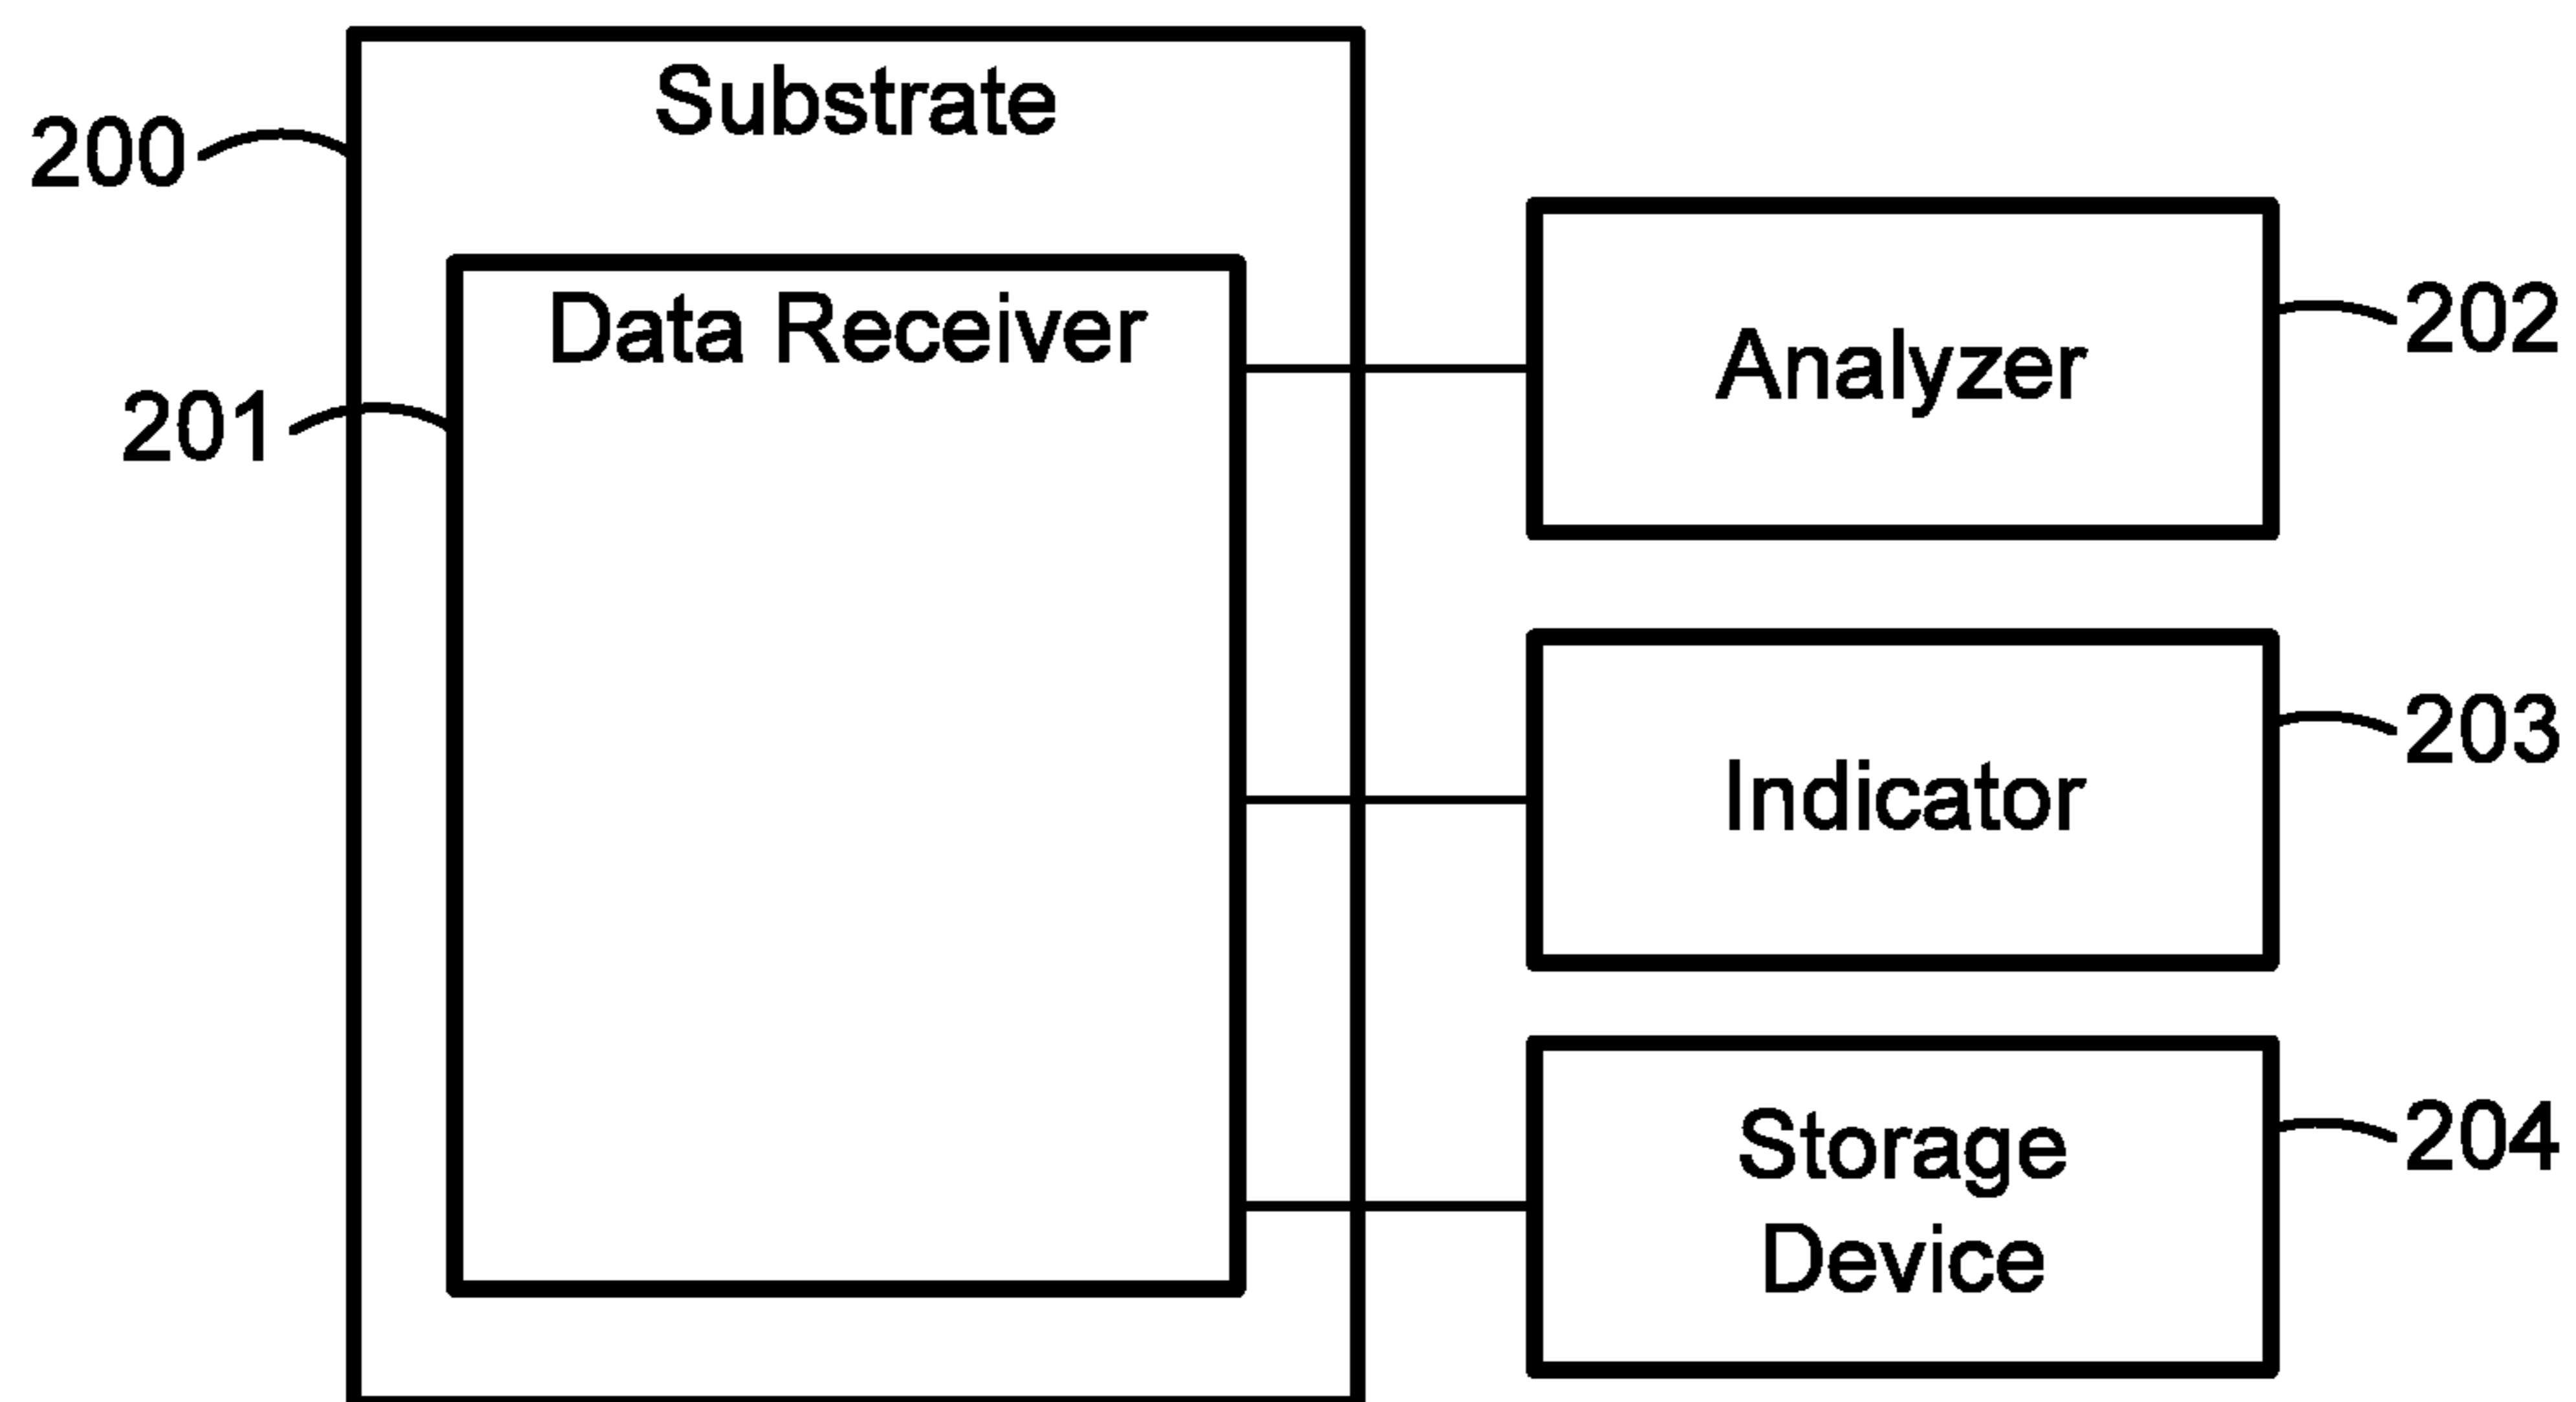 Substrate
200
Data Receiver
201
Analyzer
202
Indicator
203
Storage
Device
204